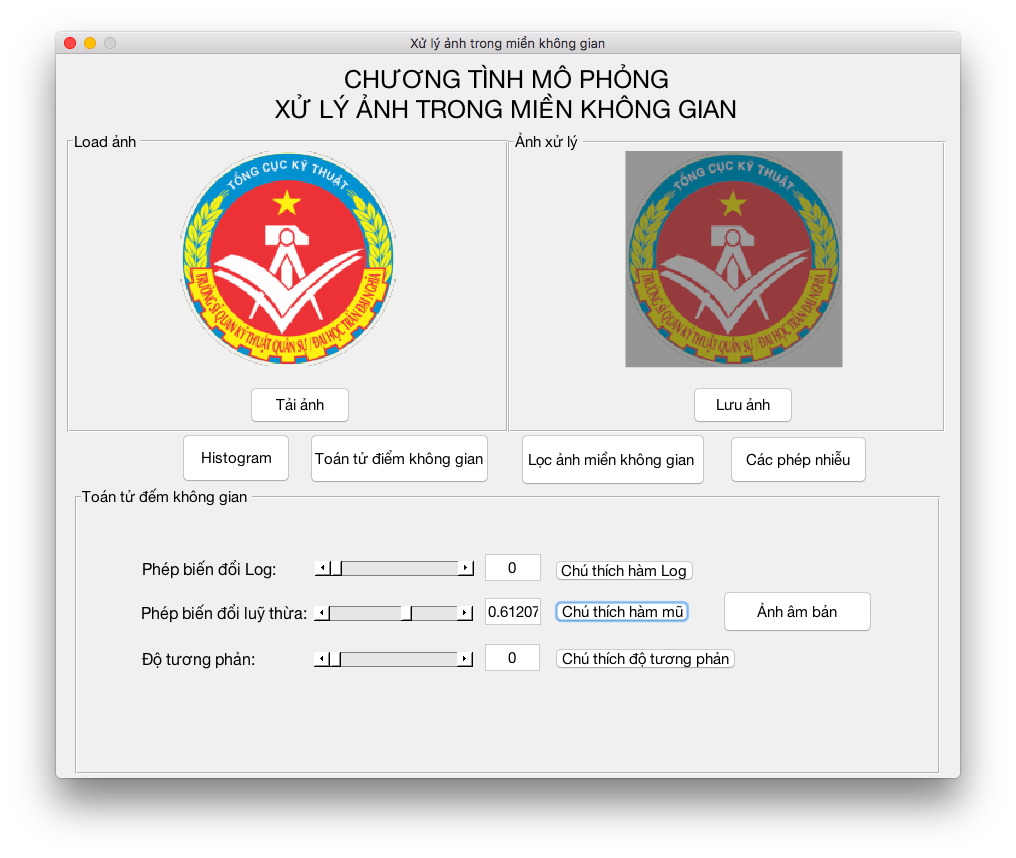 Xử lý ảnh trong miền không gian
CHƯƠNG TÌNH MÔ PHỎNG
XỬ LÝ ẢNH TRONG MIỀN KHÔNG GIAN
Load ảnh
TỔNG CỤC KỸ THUẬT
TRƯỜNG SĨ QUAN KỸ THUẬT QUÂN SỰ / ĐẠI HỌC TRẦN ĐẠI NGHĨA
Tải ảnh
Ảnh xử lý
TỔNG CỤC KỸ THUẬT
TRƯỜNG SĨ QUAN KỸ THUẬT QUÂN SỰ / ĐẠI HỌC TRẦN ĐẠI NGHĨA
Lưu ảnh
Histogram
Toán tử điểm không gian
Lọc ảnh miền không gian
Các phép nhiễu
Toán tử đếm không gian
Phép biến đổi Log:
0
Chú thích hàm Log
Phép biến đổi luỹ thừa:
0.61207
Chú thích hàm mũ
Ảnh âm bản
Độ tương phản:
0
Chú thích độ tương phản